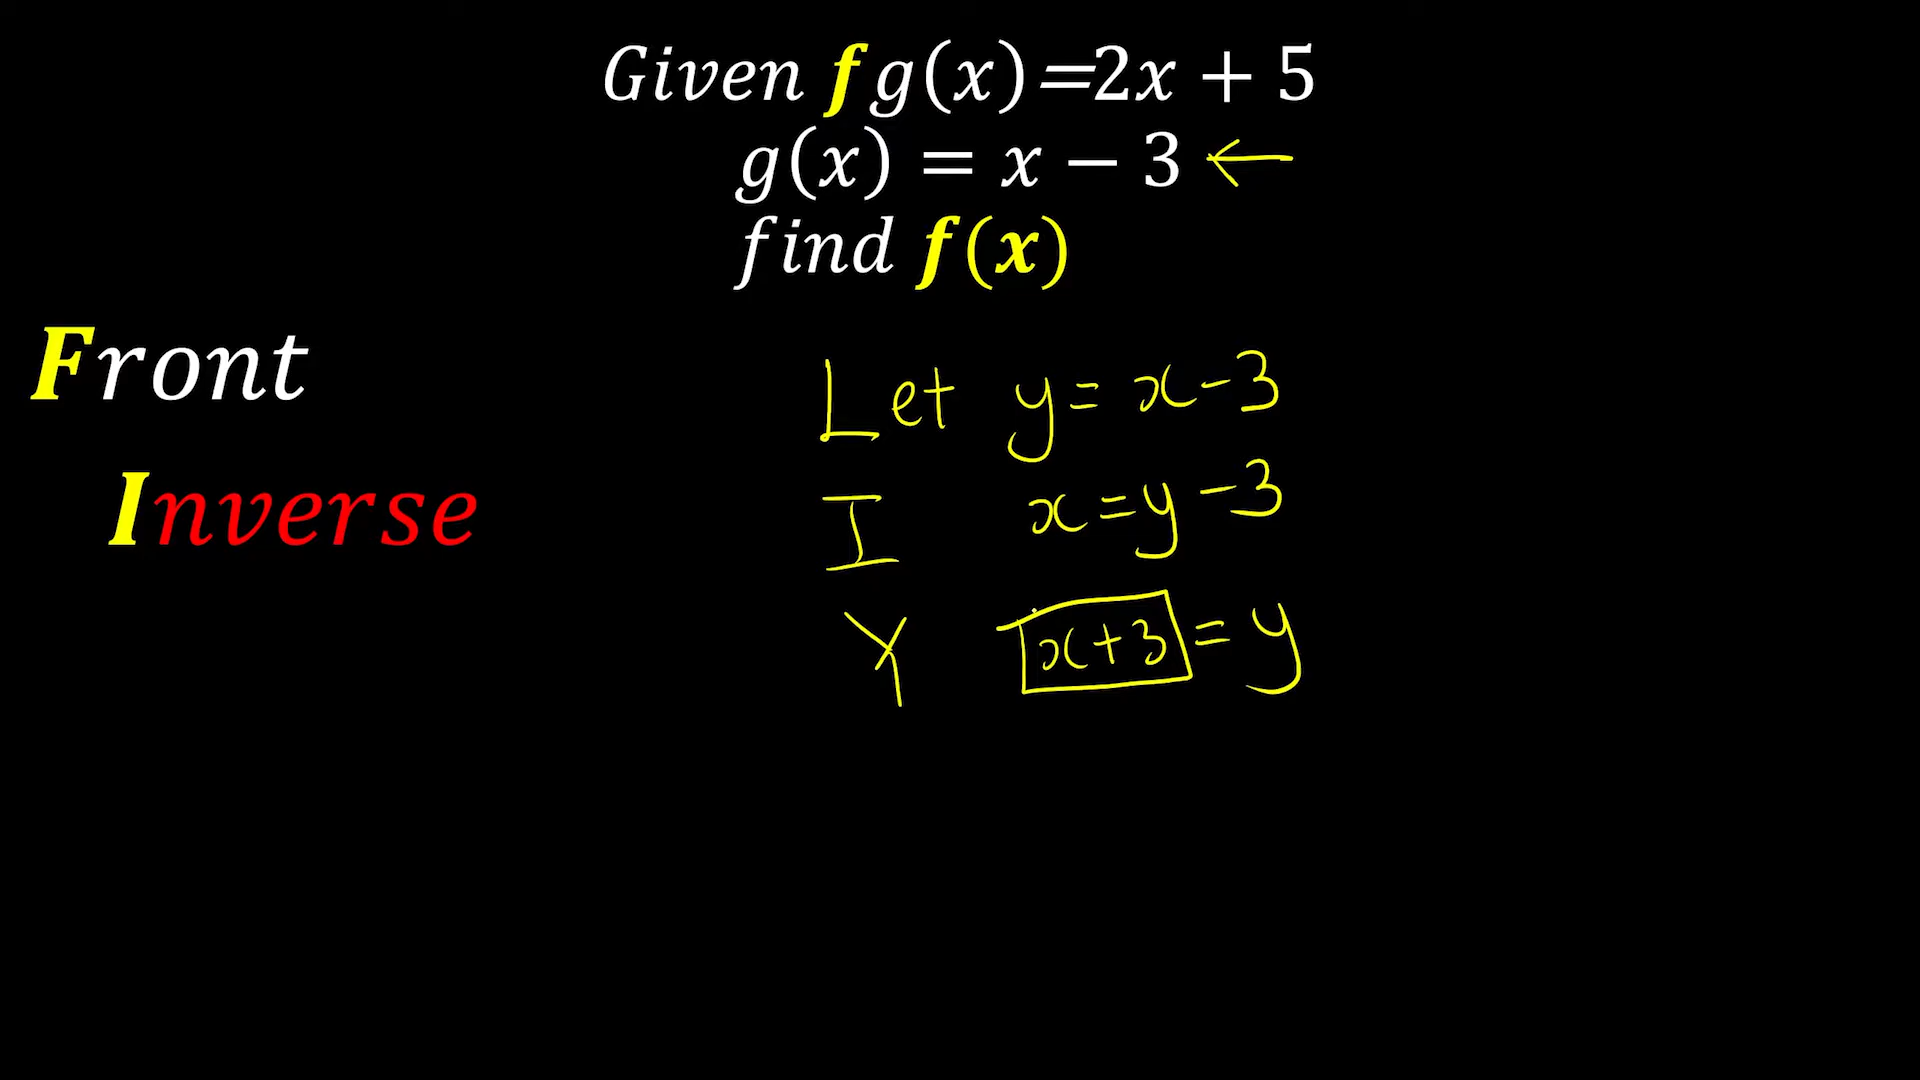 Given fg(x)=2x + 5
g(x) = x − 3 ←
find f(x)
Front
Let y = x - 3
Inverse
I x = y - 3
Y x + 3 = y